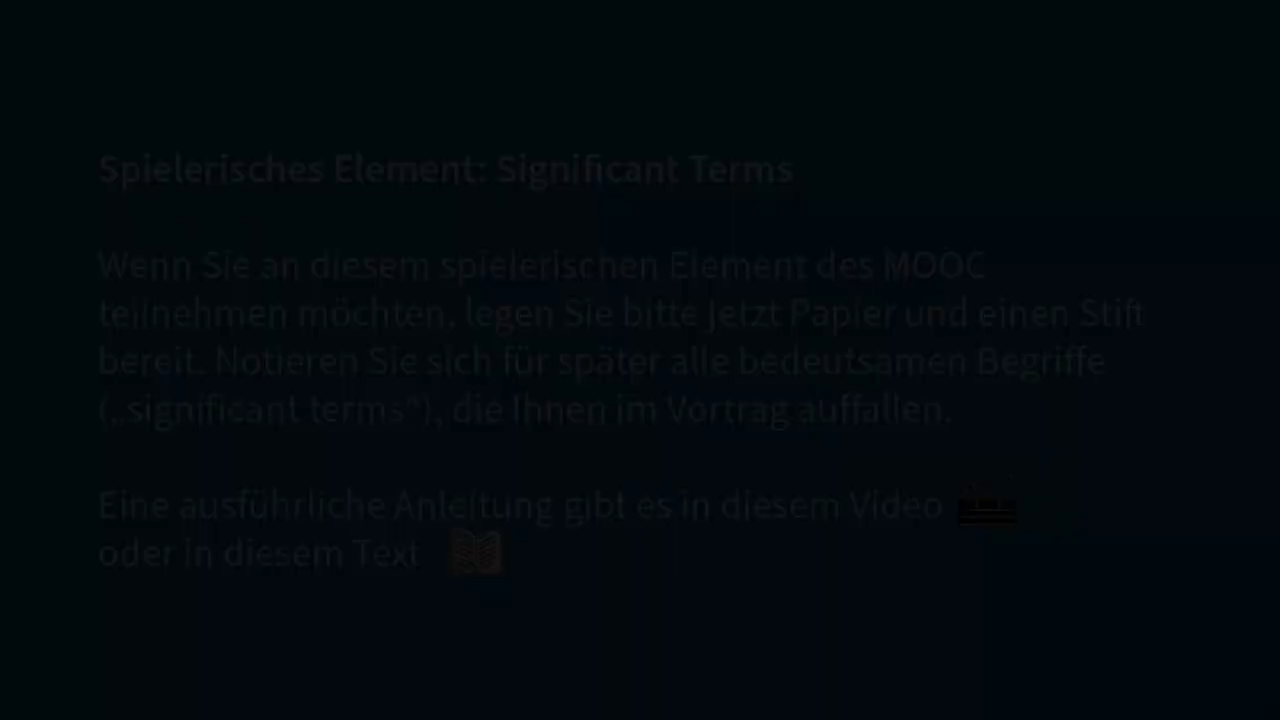 Spielerisches Element: Significant Terms
Wenn Sie an diesem spielerischen Element des MOOC
teilnehmen möchten, legen Sie bitte jetzt Papier und einen Stift
bereit. Notieren Sie sich für später alle bedeutsamen Begriffe
(„significant terms“), die Ihnen im Vortrag auffallen.
Eine ausführliche Anleitung gibt es in diesem Video
oder in diesem Text